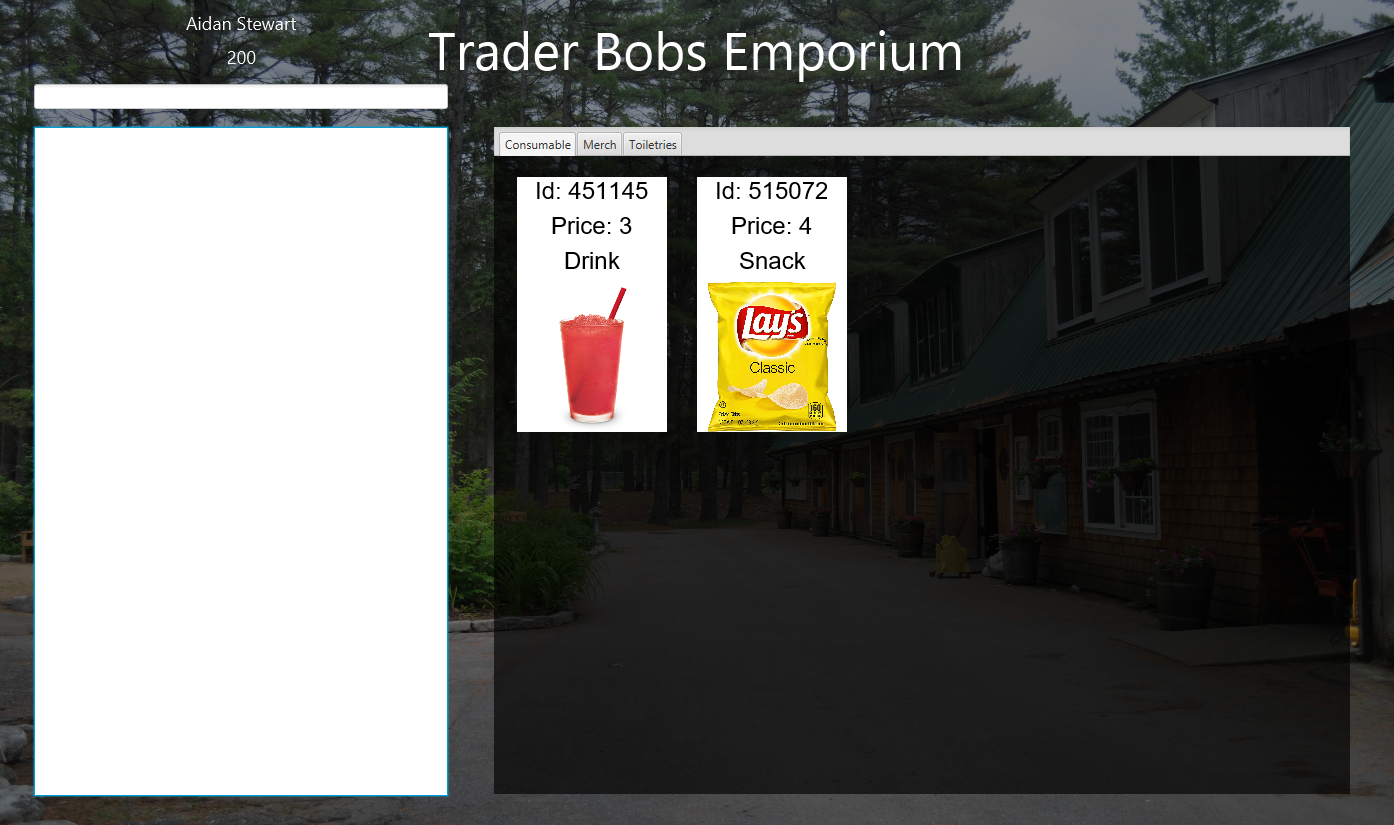 Aidan Stewart
200
Trader Bobs Emporium
Consumable Merch Toiletries
Id: 451145
Price: 3
Drink
Id: 515072
Price: 4
Snack
Lay's
Classic